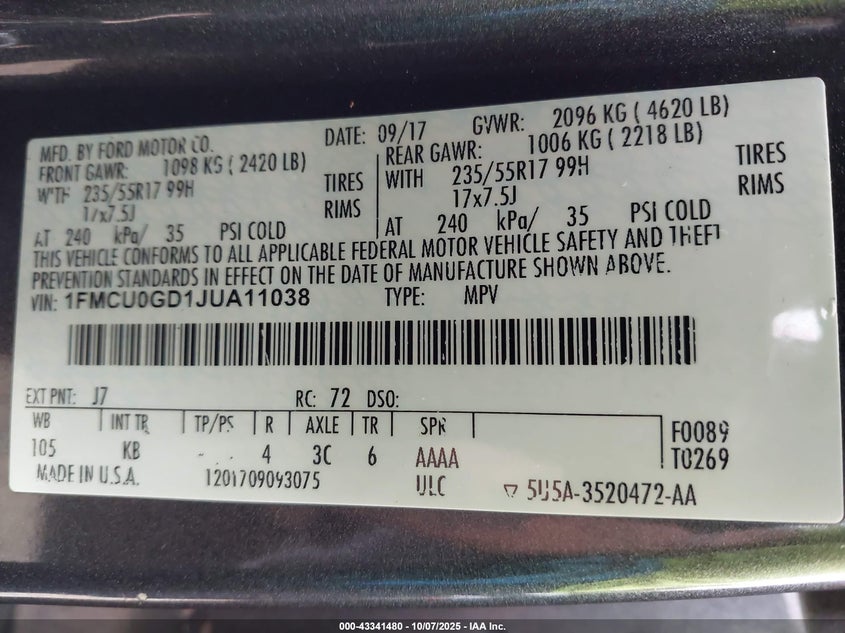 MFD. BY FORD MOTOR CO. DATE: 09/17 GVWR: 2096 KG ( 4620 LB)
FRONT GAWR: 1098 KG ( 2420 LB) REAR GAWR: 1006 KG ( 2218 LB)
WITH 235/55R17 99H TIRES WITH 235/55R17 99H TIRES
17x7.5J RIMS 17x7.5J RIMS
AT 240 kPa/ 35 PSI COLD AT 240 kPa/ 35 PSI COLD
THIS VEHICLE CONFORMS TO ALL APPLICABLE FEDERAL MOTOR VEHICLE SAFETY AND THEFT
PREVENTION STANDARDS IN EFFECT ON THE DATE OF MANUFACTURE SHOWN ABOVE.
VIN: 1FMCU0GD1JUA11038 TYPE: MPV
EXT PNT: J7 RC: 72 DSO:
WB INT TR TP/PS R AXLE TR SPR F0089
105 KB 4 3C 6 AAAA T0269
MADE IN U.S.A. 1201709093075 ULC 5U5A-3520472-AA
000-43341480 - 10/07/2025 - IAA Inc.